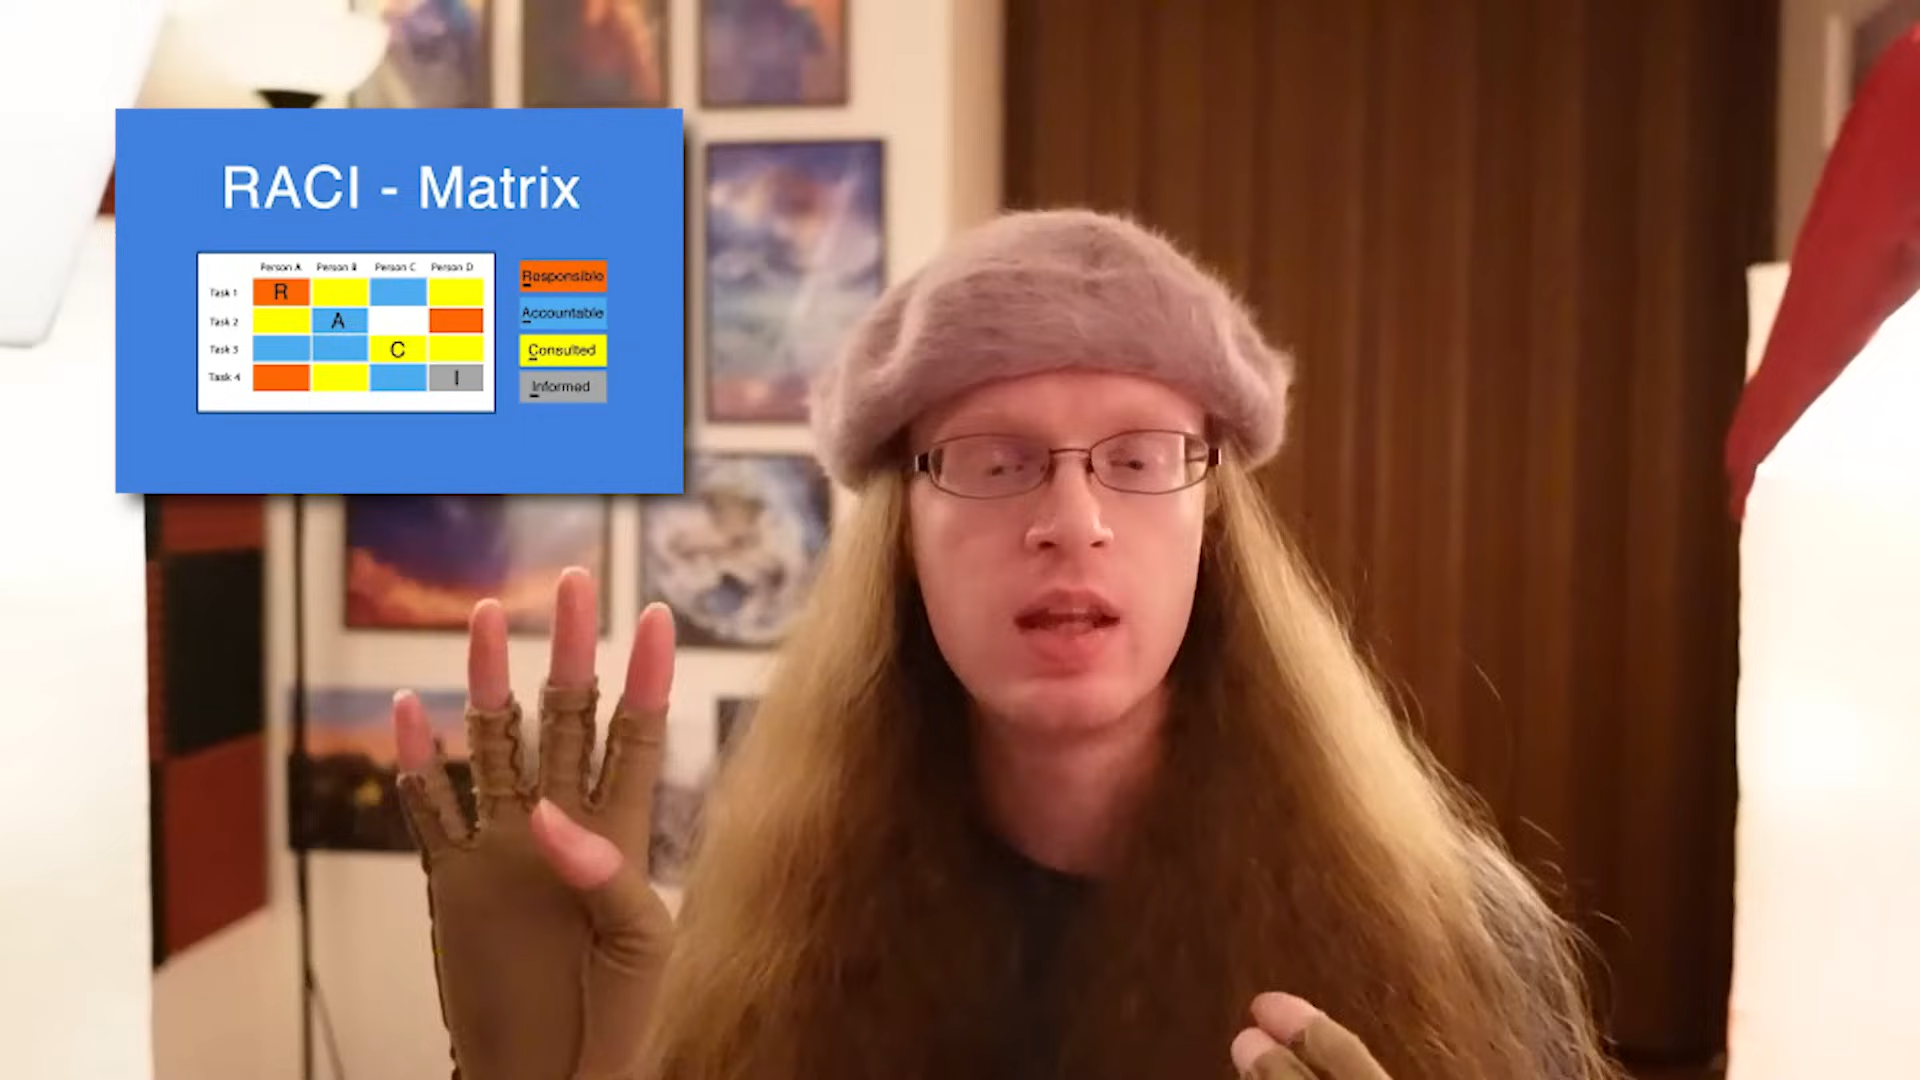 RACI - Matrix
Person A Person B Person C Person D
Task 1 R
Task 2 A
Task 3 C
Task 4 I
Responsible
Accountable
Consulted
Informed